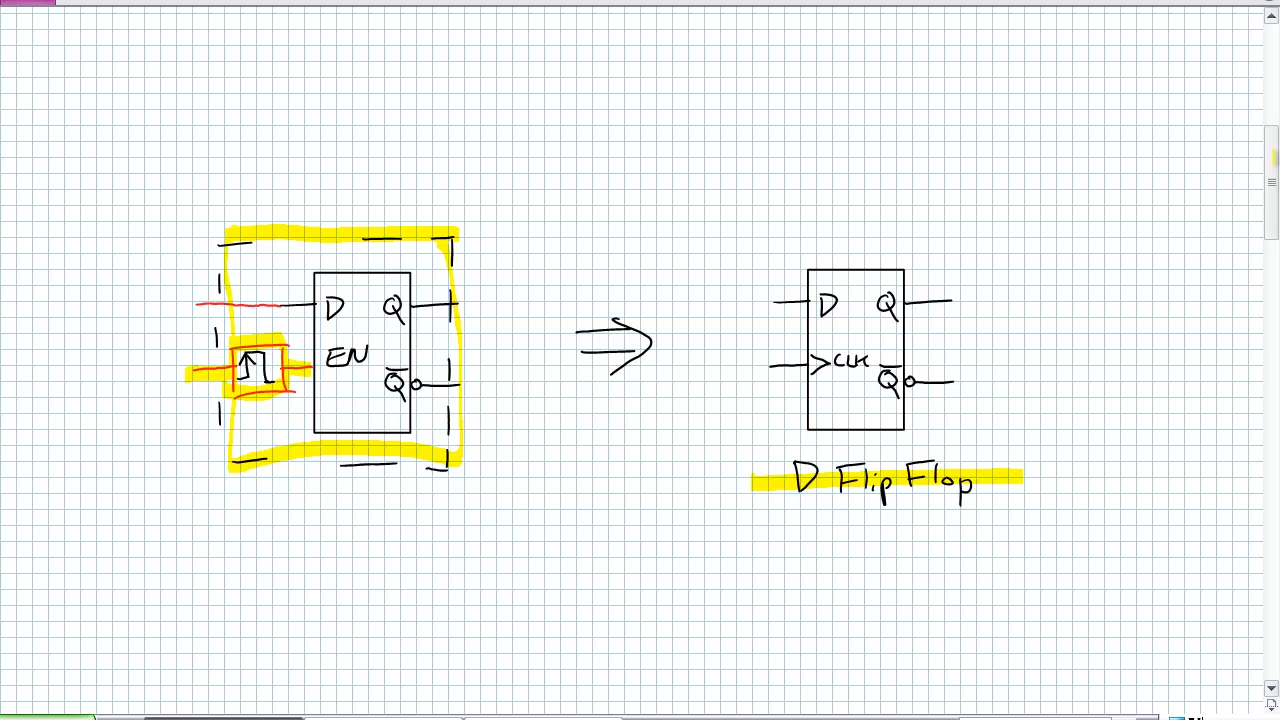 D Q
EN
Q̅
D Q
>CLK Q̅
D Flip Flop